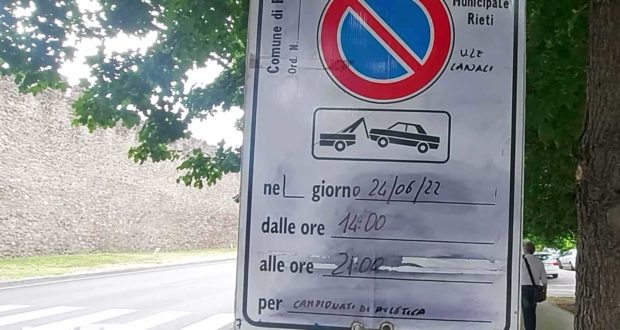 Comune di
Ord. N.
Municipale
Rieti
V.LE
CANALI
nel giorno 24/06/22
dalle ore 14:00
alle ore 21:00
per CAMPIONATI DI ATLETICA